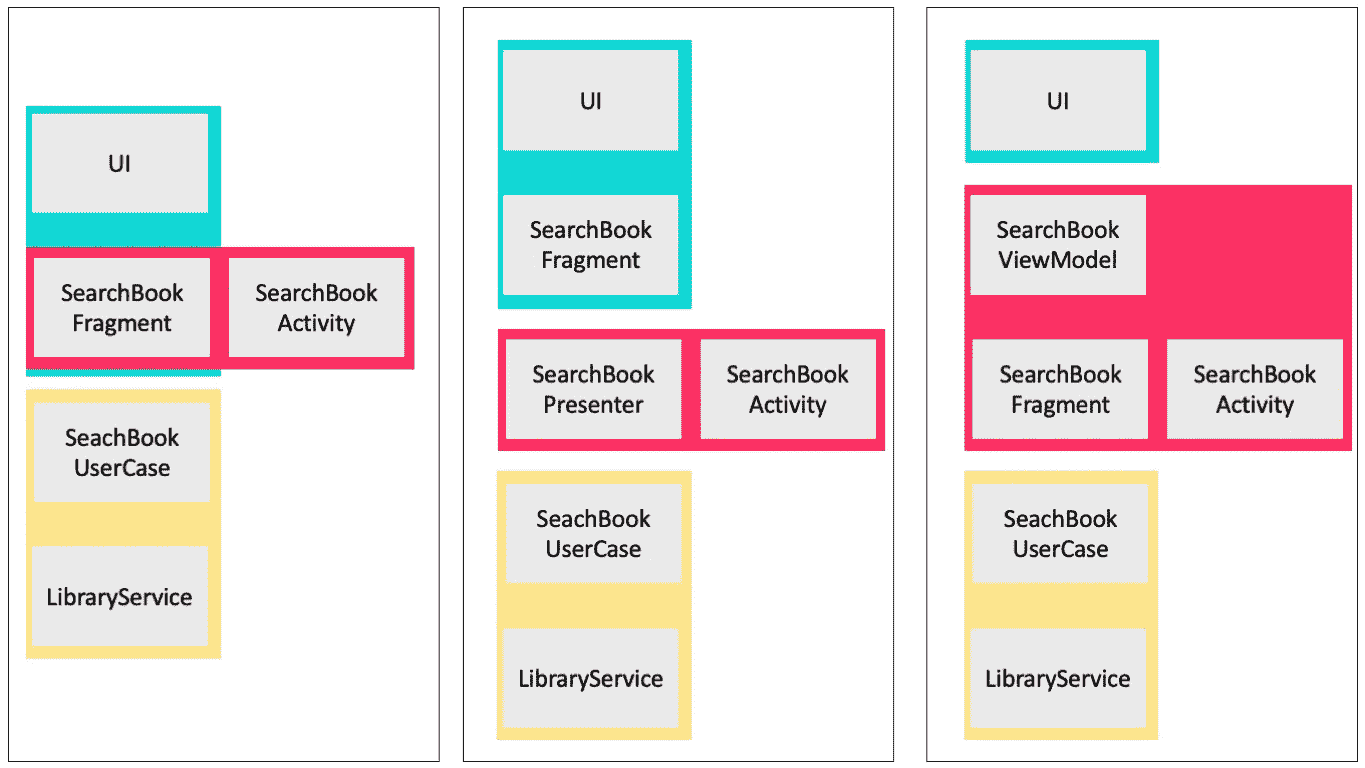 UI
SearchBook
Fragment
SearchBook
Activity
SeachBook
UserCase
LibraryService
UI
SearchBook
Fragment
SearchBook
Presenter
SearchBook
Activity
SeachBook
UserCase
LibraryService
UI
SearchBook
ViewModel
SearchBook
Fragment
SearchBook
Activity
SeachBook
UserCase
LibraryService